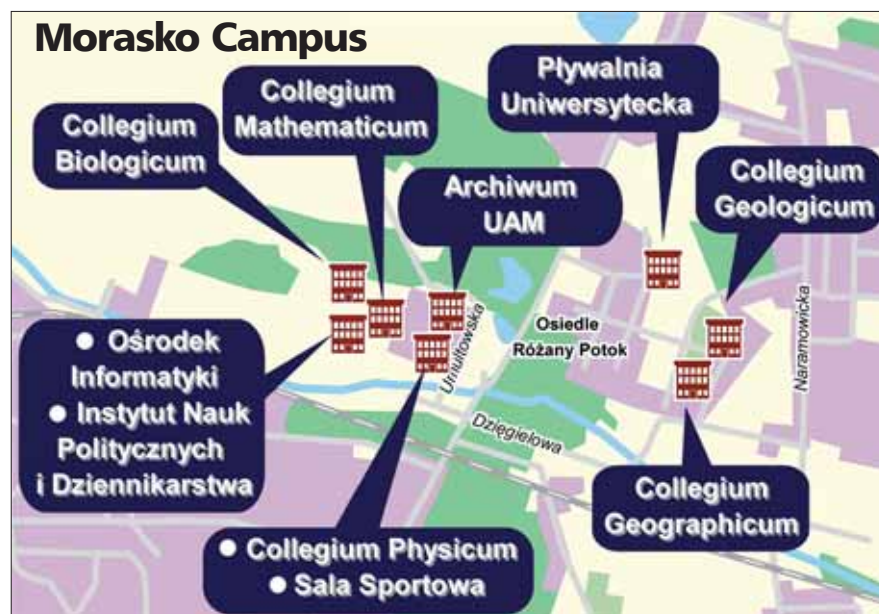 Morasko Campus
Collegium
Biologicum
Collegium
Mathematicum
Pływalnia
Uniwersytecka
Archiwum
UAM
Collegium
Geologicum
● Ośrodek
Informatyki
● Instytut Nauk
Politycznych
i Dziennikarstwa
Umultowska
Osiedle
Różany Potok
Naramowicka
Dzięgielowa
Collegium
Geographicum
● Collegium Physicum
● Sala Sportowa